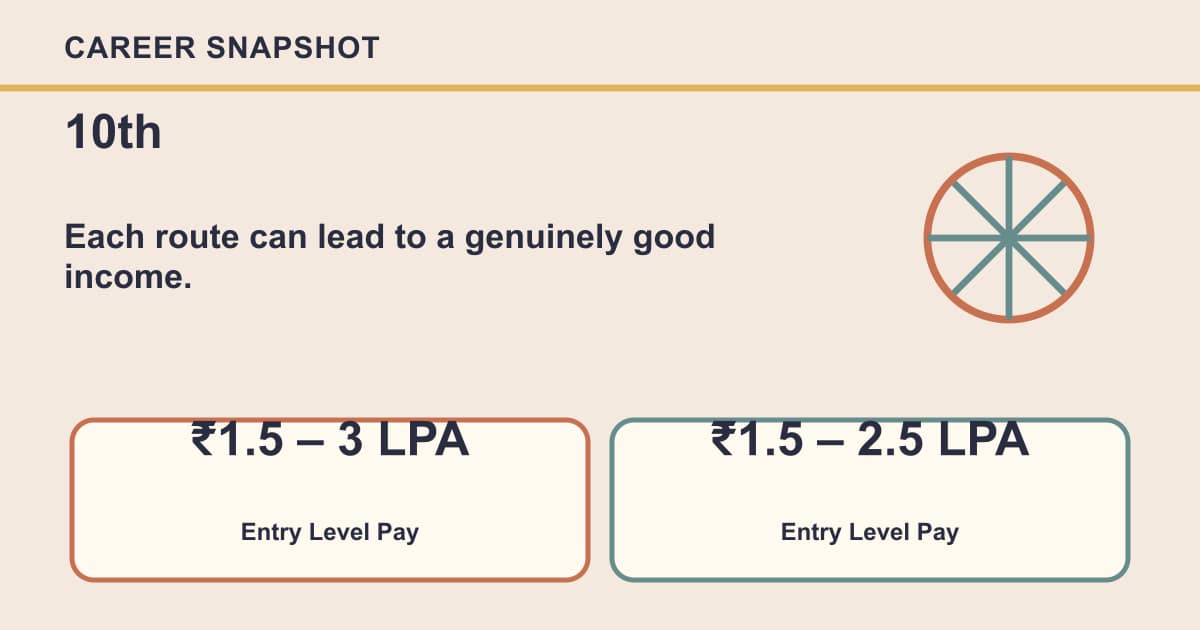 CAREER SNAPSHOT
10th
Each route can lead to a genuinely good
income.
₹1.5 – 3 LPA
Entry Level Pay
₹1.5 – 2.5 LPA
Entry Level Pay